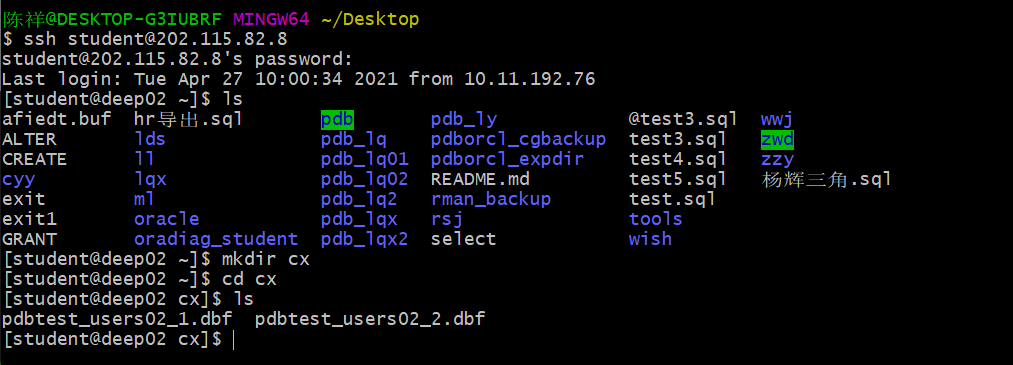 陈祥@DESKTOP-G3IUBRF MINGW64 ~/Desktop
$ ssh student@202.115.82.8
student@202.115.82.8's password:
Last login: Tue Apr 27 10:00:34 2021 from 10.11.192.76
[student@deep02 ~]$ ls
afiedt.buf hr导出.sql pdb pdb_ly @test3.sql wwj
ALTER lds pdb_lq pdborcl_cgbackup test3.sql zwd
CREATE ll pdb_lq01 pdborcl_expdir test4.sql zzy
cyy lqx pdb_lq02 README.md test5.sql 杨辉三角.sql
exit ml pdb_lq2 rman_backup test.sql
exit1 oracle pdb_lqx rsj tools
GRANT oradiag_student pdb_lqx2 select wish
[student@deep02 ~]$ mkdir cx
[student@deep02 ~]$ cd cx
[student@deep02 cx]$ ls
pdbtest_users02_1.dbf pdbtest_users02_2.dbf
[student@deep02 cx]$